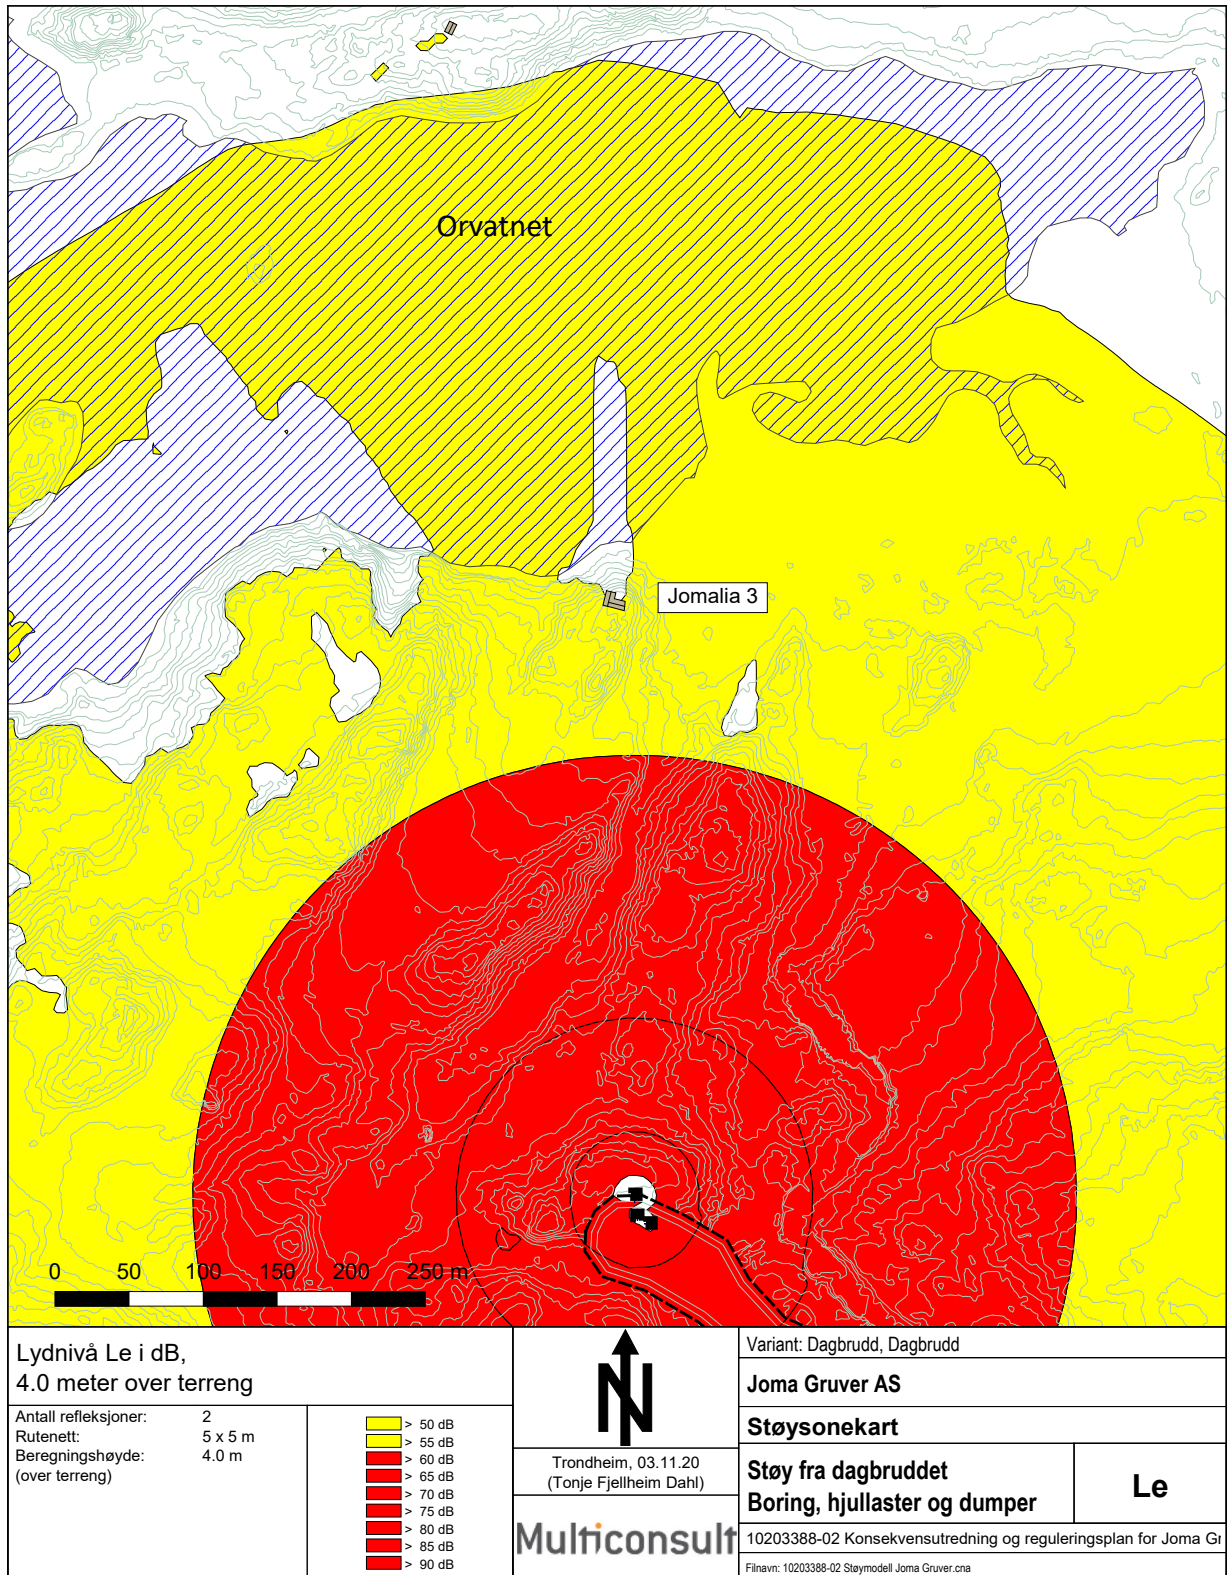 Orvatnet
Jomalia 3
0 50 100 150 200 250 m
Lydnivå Le i dB,
4.0 meter over terreng
Antall refleksjoner: 2
Rutenett: 5 x 5 m
Beregningshøyde: 4.0 m
(over terreng)
> 50 dB
> 55 dB
> 60 dB
> 65 dB
> 70 dB
> 75 dB
> 80 dB
> 85 dB
> 90 dB
N
Trondheim, 03.11.20
(Tonje Fjellheim Dahl)
Multiconsult
Variant: Dagbrudd, Dagbrudd
Joma Gruver AS
Støysonekart
Støy fra dagbruddet
Boring, hjullaster og dumper
Le
10203388-02 Konsekvensutredning og reguleringsplan for Joma Gr
Filnavn: 10203388-02 Støymodell Joma Gruver.cna